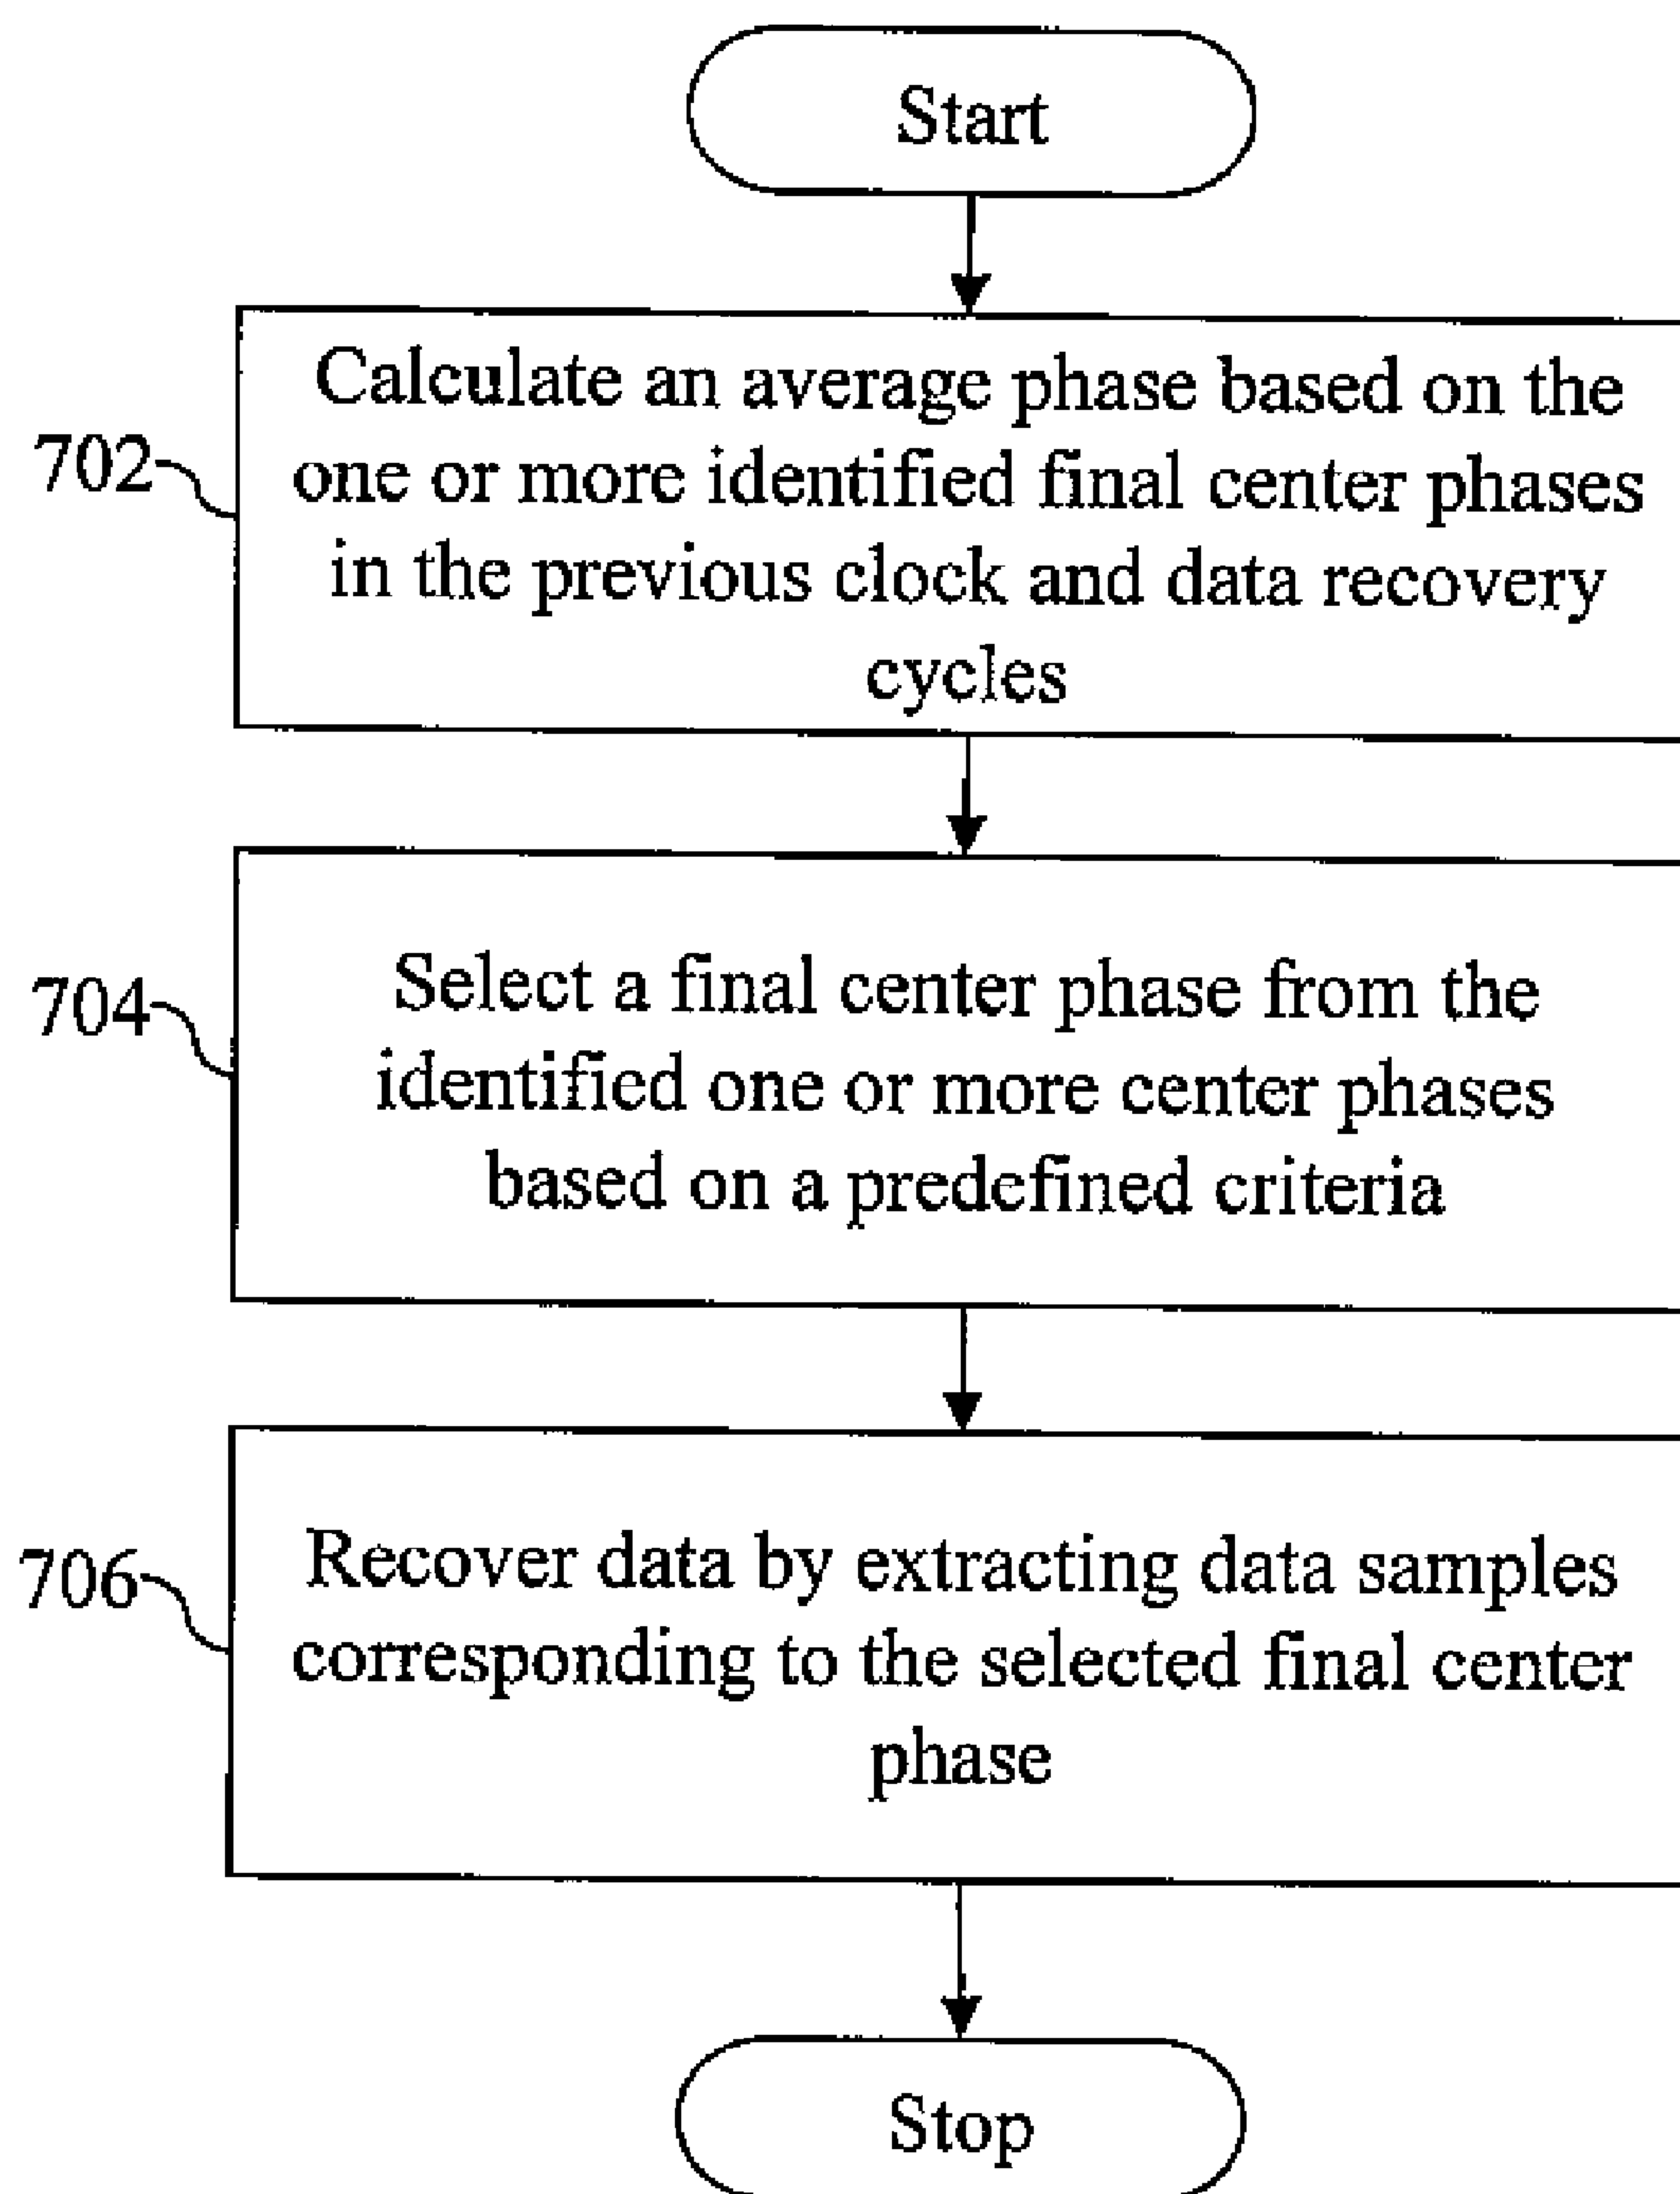 Start
Calculate an average phase based on the
702
one or more identified final center phases
in the previous clock and data recovery
cycles
Select a final center phase from the
704
identified one or more center phases
based on a predefined criteria
Recover data by extracting data samples
706
corresponding to the selected final center
phase
Stop